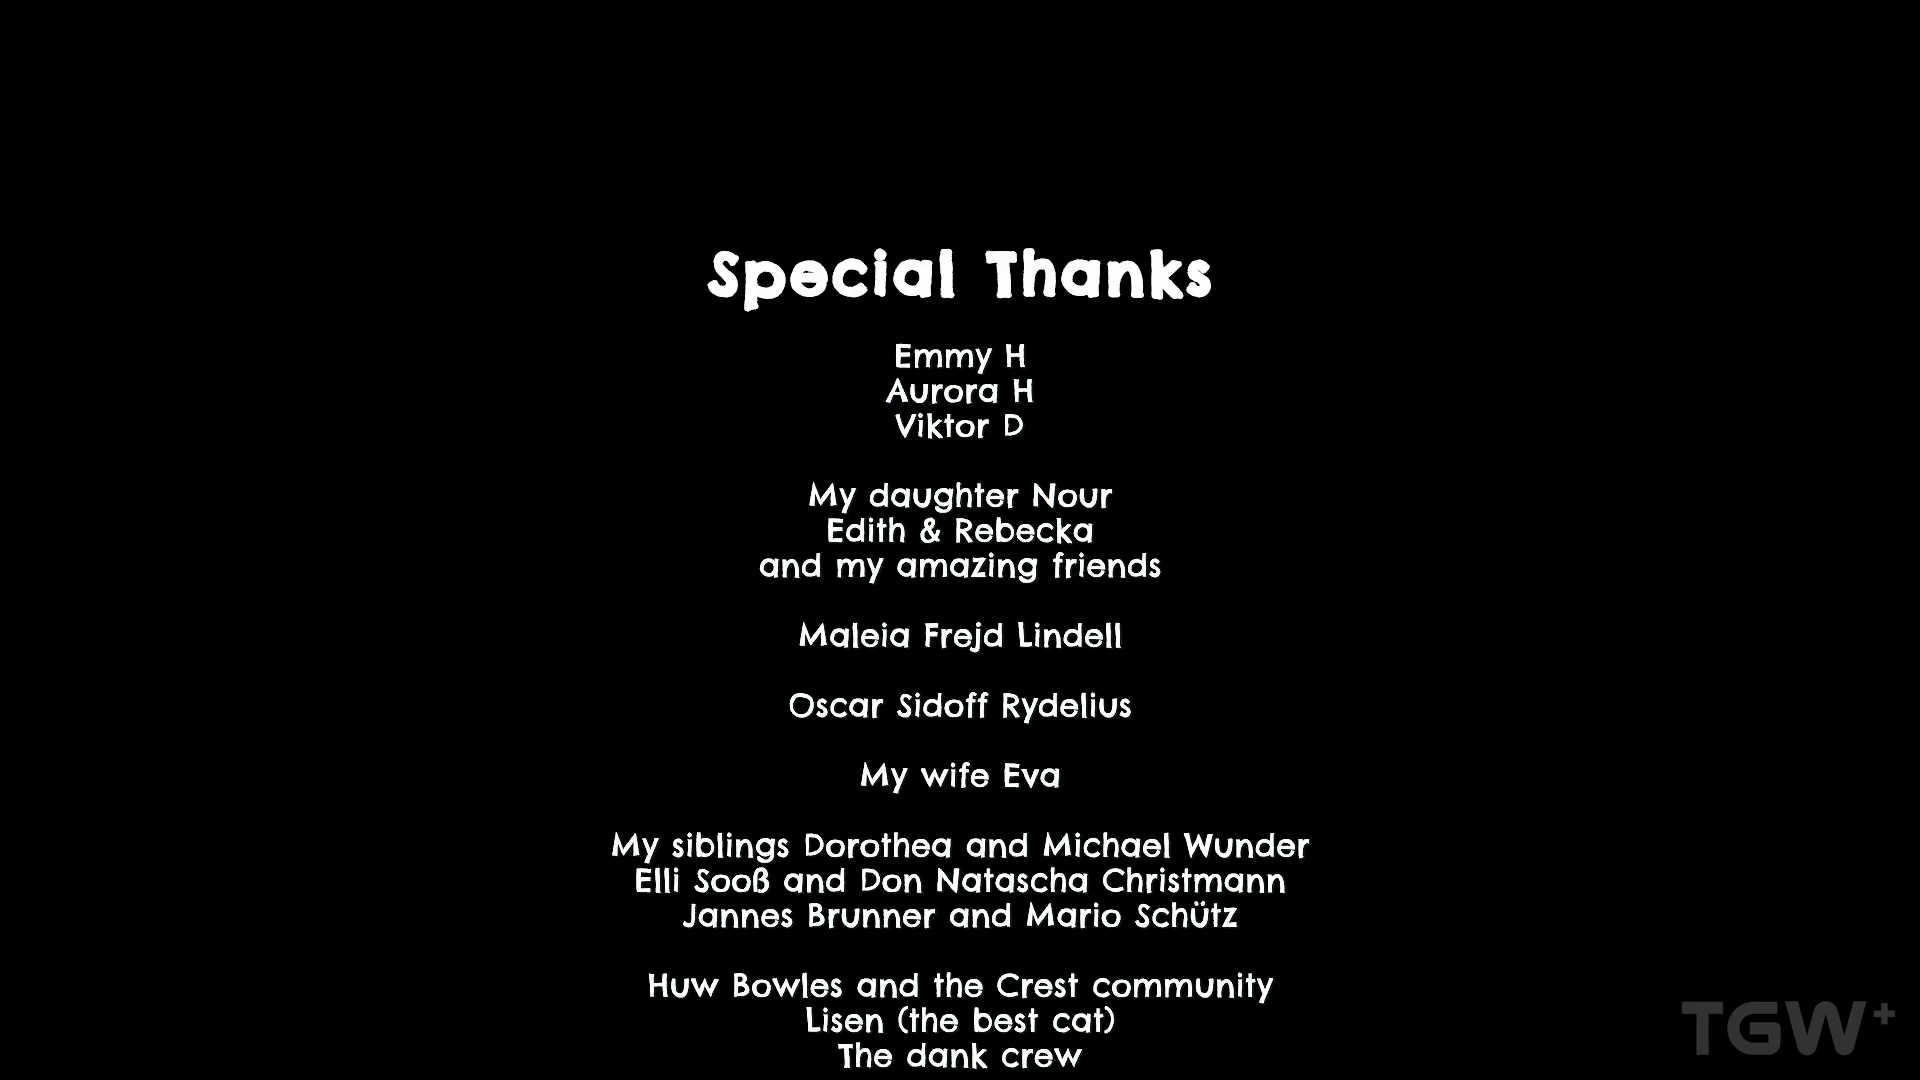 Special Thanks
Emmy H
Aurora H
Viktor D
My daughter Nour
Edith & Rebecka
and my amazing friends
Maleia Frejd Lindell
Oscar Sidoff Rydelius
My wife Eva
My siblings Dorothea and Michael Wunder
Elli Sooß and Don Natascha Christmann
Jannes Brunner and Mario Schütz
Huw Bowles and the Crest community
Lisen (the best cat)
The dank crew
TGW+